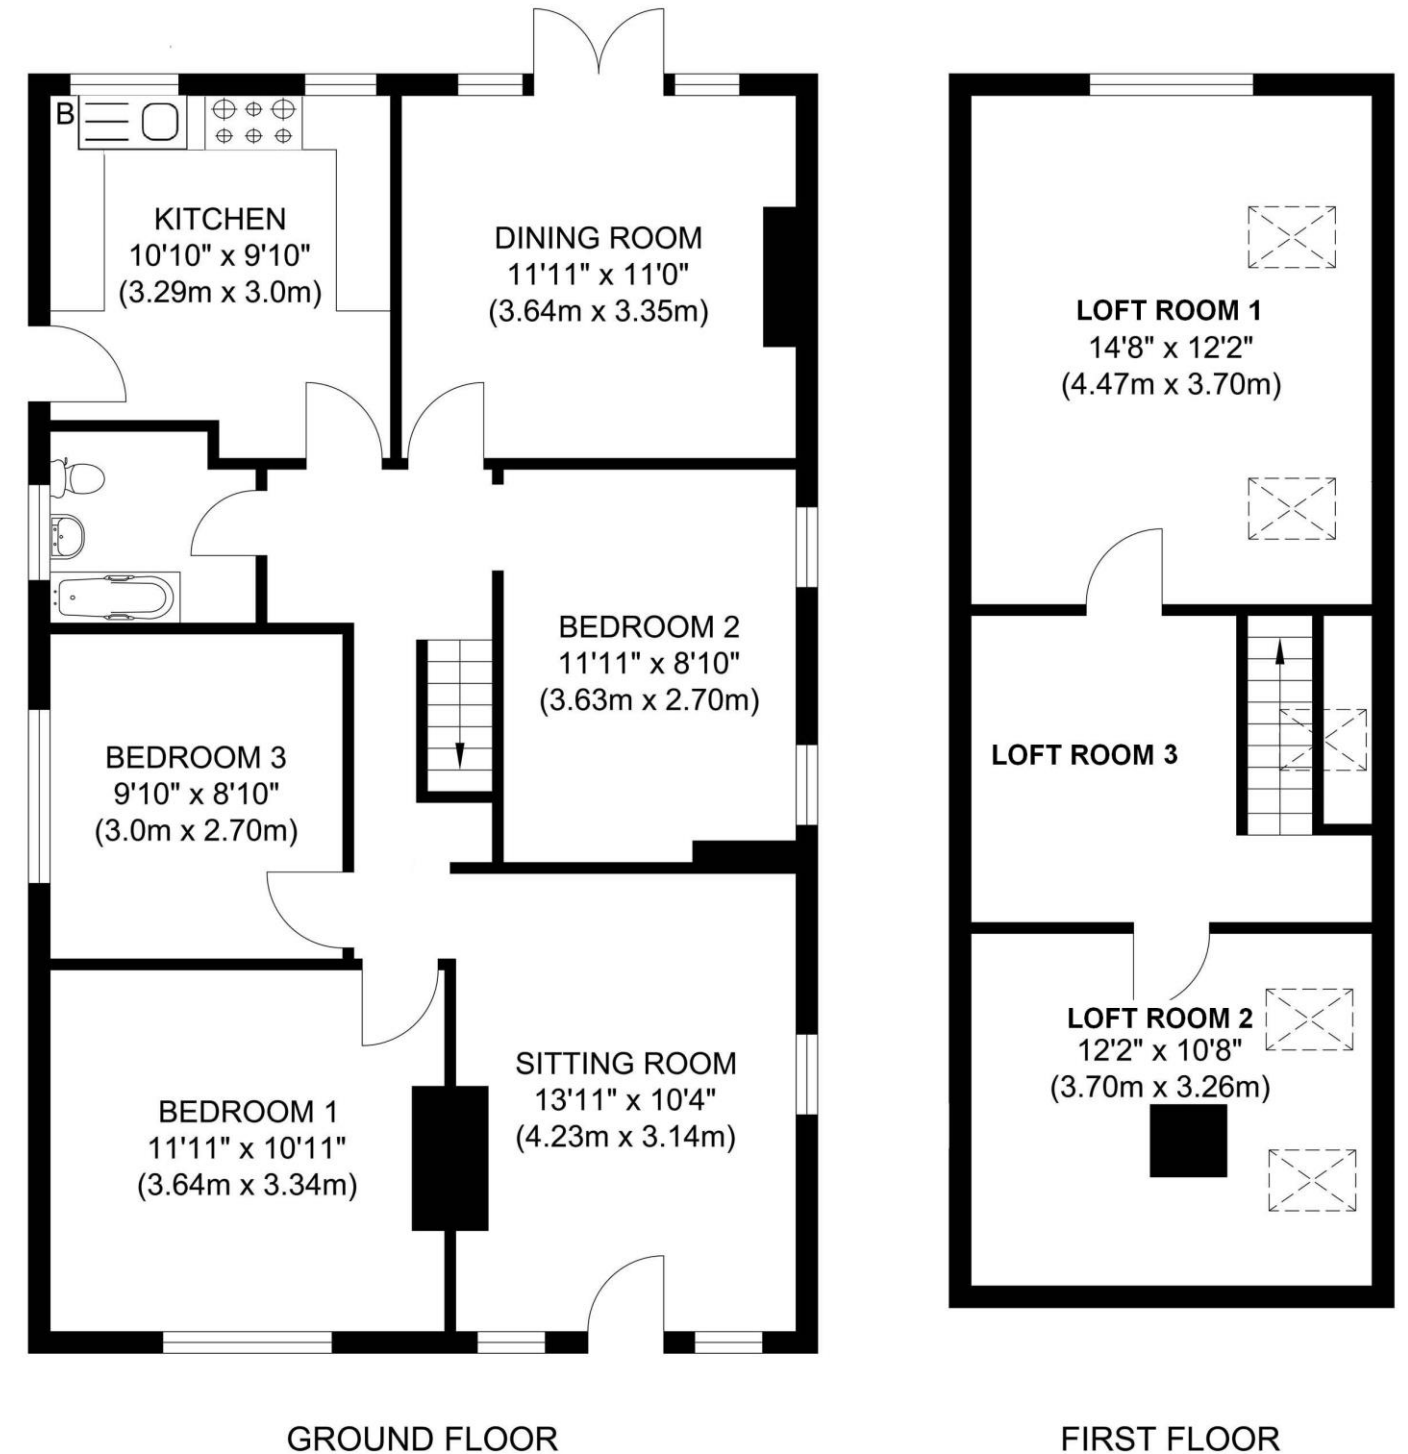 B
KITCHEN
10'10" x 9'10"
(3.29m x 3.0m)
DINING ROOM
11'11" x 11'0"
(3.64m x 3.35m)
BEDROOM 2
11'11" x 8'10"
(3.63m x 2.70m)
BEDROOM 3
9'10" x 8'10"
(3.0m x 2.70m)
SITTING ROOM
13'11" x 10'4"
(4.23m x 3.14m)
BEDROOM 1
11'11" x 10'11"
(3.64m x 3.34m)
GROUND FLOOR
LOFT ROOM 1
14'8" x 12'2"
(4.47m x 3.70m)
LOFT ROOM 3
LOFT ROOM 2
12'2" x 10'8"
(3.70m x 3.26m)
FIRST FLOOR